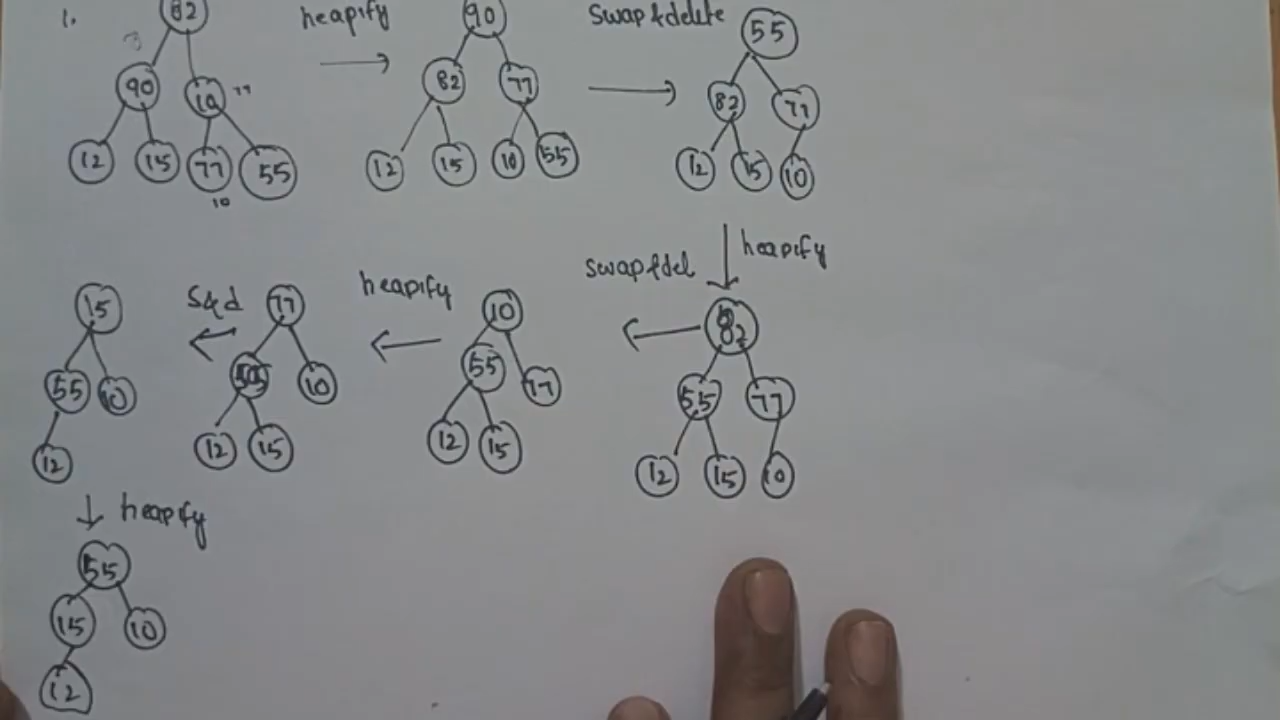 1. 82 heapify 90 Swap & delete 55
90 10 77 82 77 82 77
12 15 77 55 12 15 10 55 12 15 10
10
heapify
swap & del
heapify
S&d
15 77 10 82
55 10 55 10 55 77 55 77
12 12 15 12 15 12 15 10
heapify
55
15 10
12